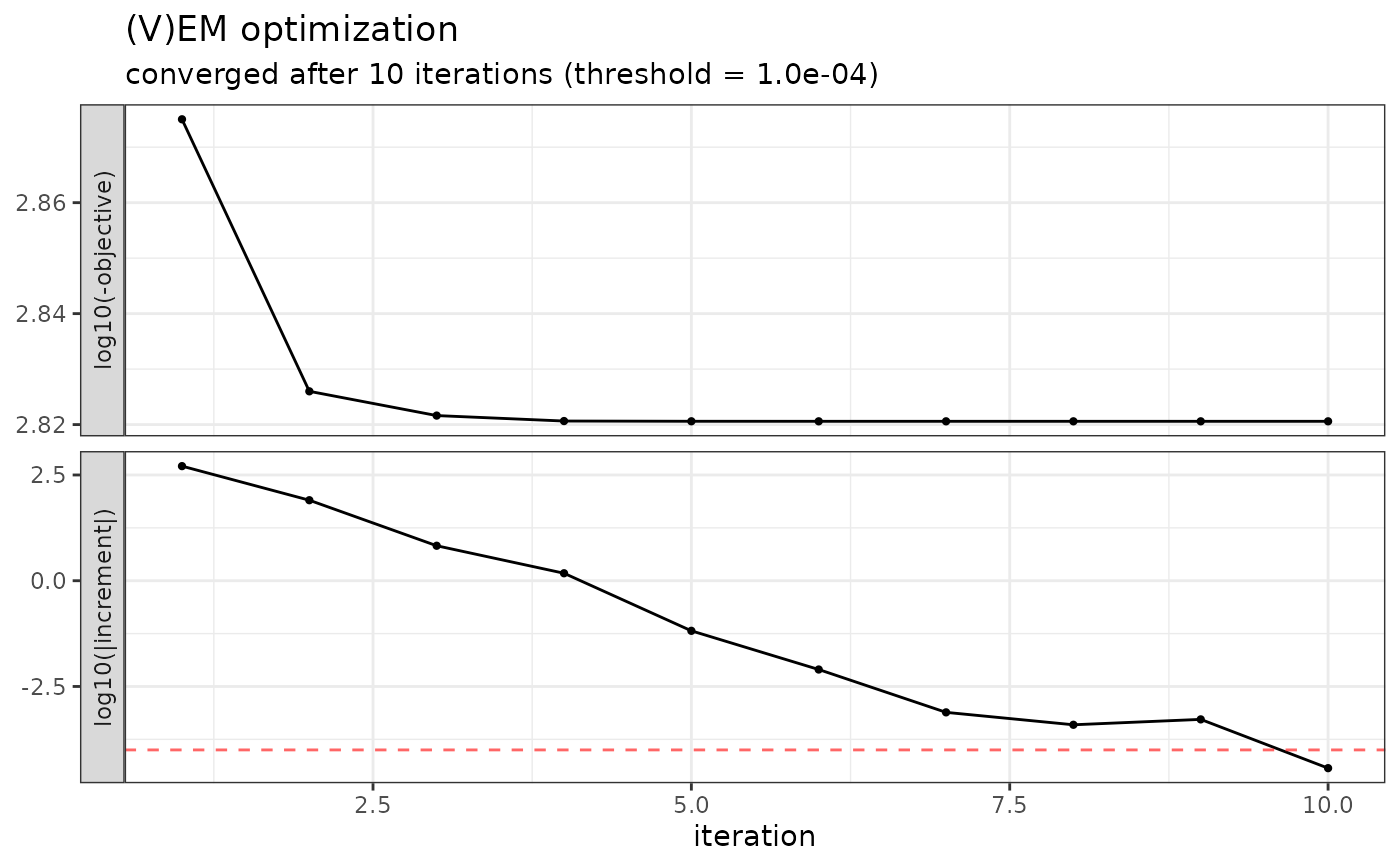 (V)EM optimization
converged after 10 iterations (threshold = 1.0e-04)
log10(-objective)
2.86
2.84
2.82
log10(|increment|)
2.5
0.0
-2.5
2.5
5.0
7.5
10.0
iteration